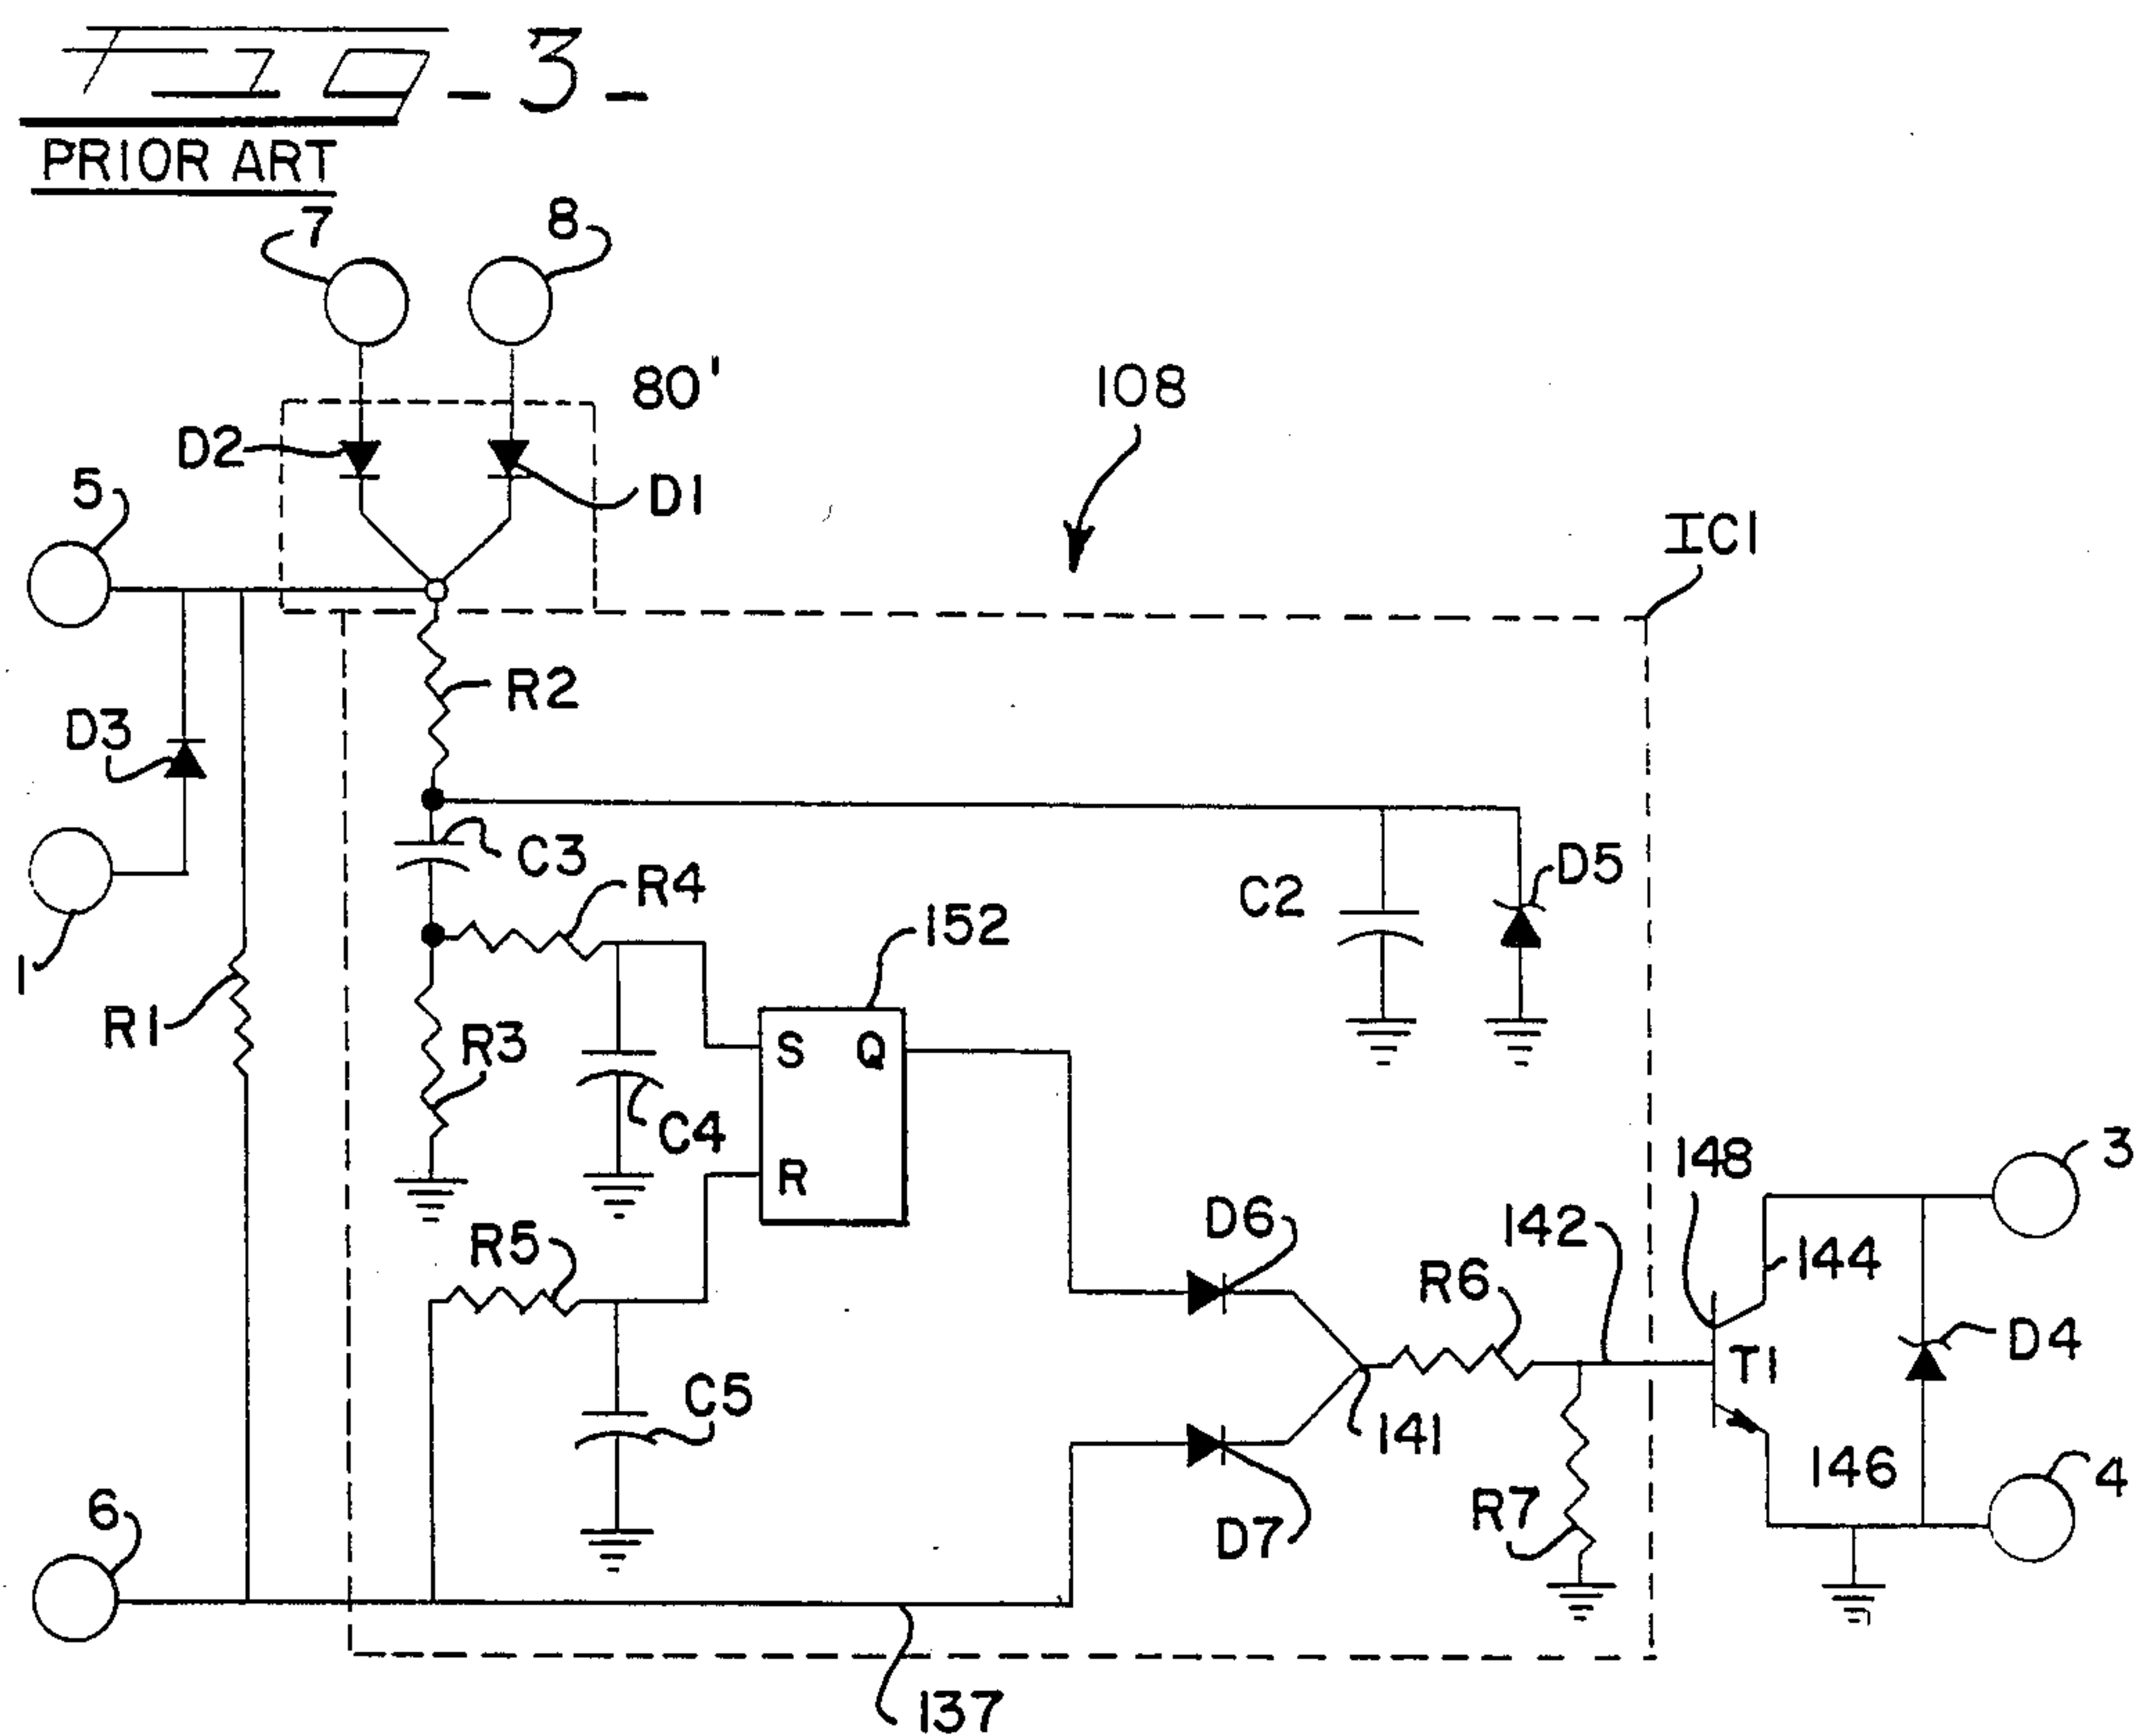 FIG-3-
PRIOR ART
7
8
80'
108
D2
D1
5
IC1
R2
D3
C3
R4
D5
C2
152
1
R1
S Q
R3
C4
R
148
3
R5
D6
142
R6
144
T1
D4
C5
141
146
4
R7
6
D7
137